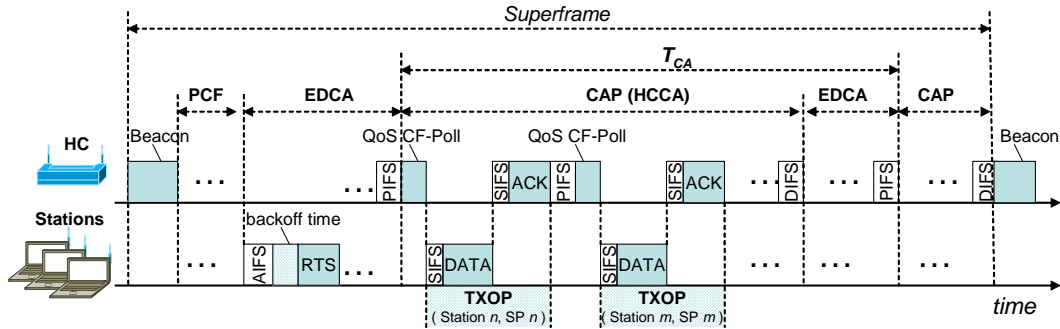 Superframe
T_CA
PCF EDCA CAP (HCCA) EDCA CAP
HC Beacon QoS CF-Poll QoS CF-Poll Beacon
... ... PIFS SIFS ACK PIFS SIFS ACK ... DIFS ... PIFS ... DIFS
Stations backoff time
... AIFS RTS ... SIFS DATA SIFS DATA ... ... ...
TXOP TXOP time
( Station n, SP n ) ( Station m, SP m )